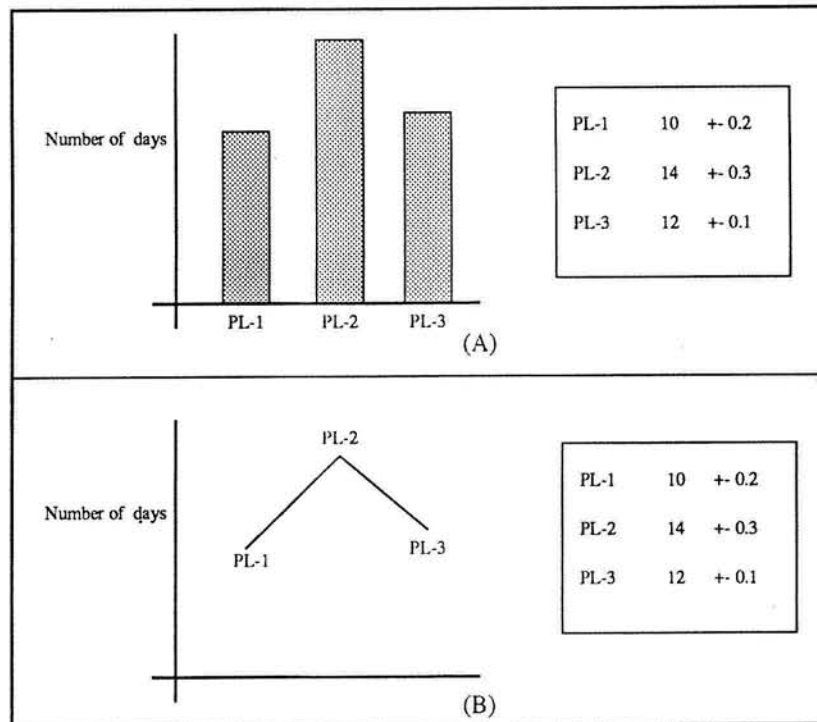 Number of days
PL-1 10 +- 0.2
PL-2 14 +- 0.3
PL-3 12 +- 0.1
PL-1 PL-2 PL-3
(A)
PL-2
Number of days
PL-1
PL-3
PL-1 10 +- 0.2
PL-2 14 +- 0.3
PL-3 12 +- 0.1
(B)